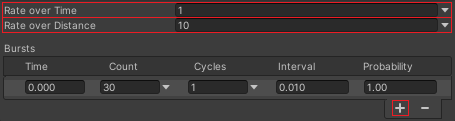 Rate over Time 1
Rate over Distance 10
Bursts
Time Count Cycles Interval Probability
0.000 30 1 0.010 1.00
+ −